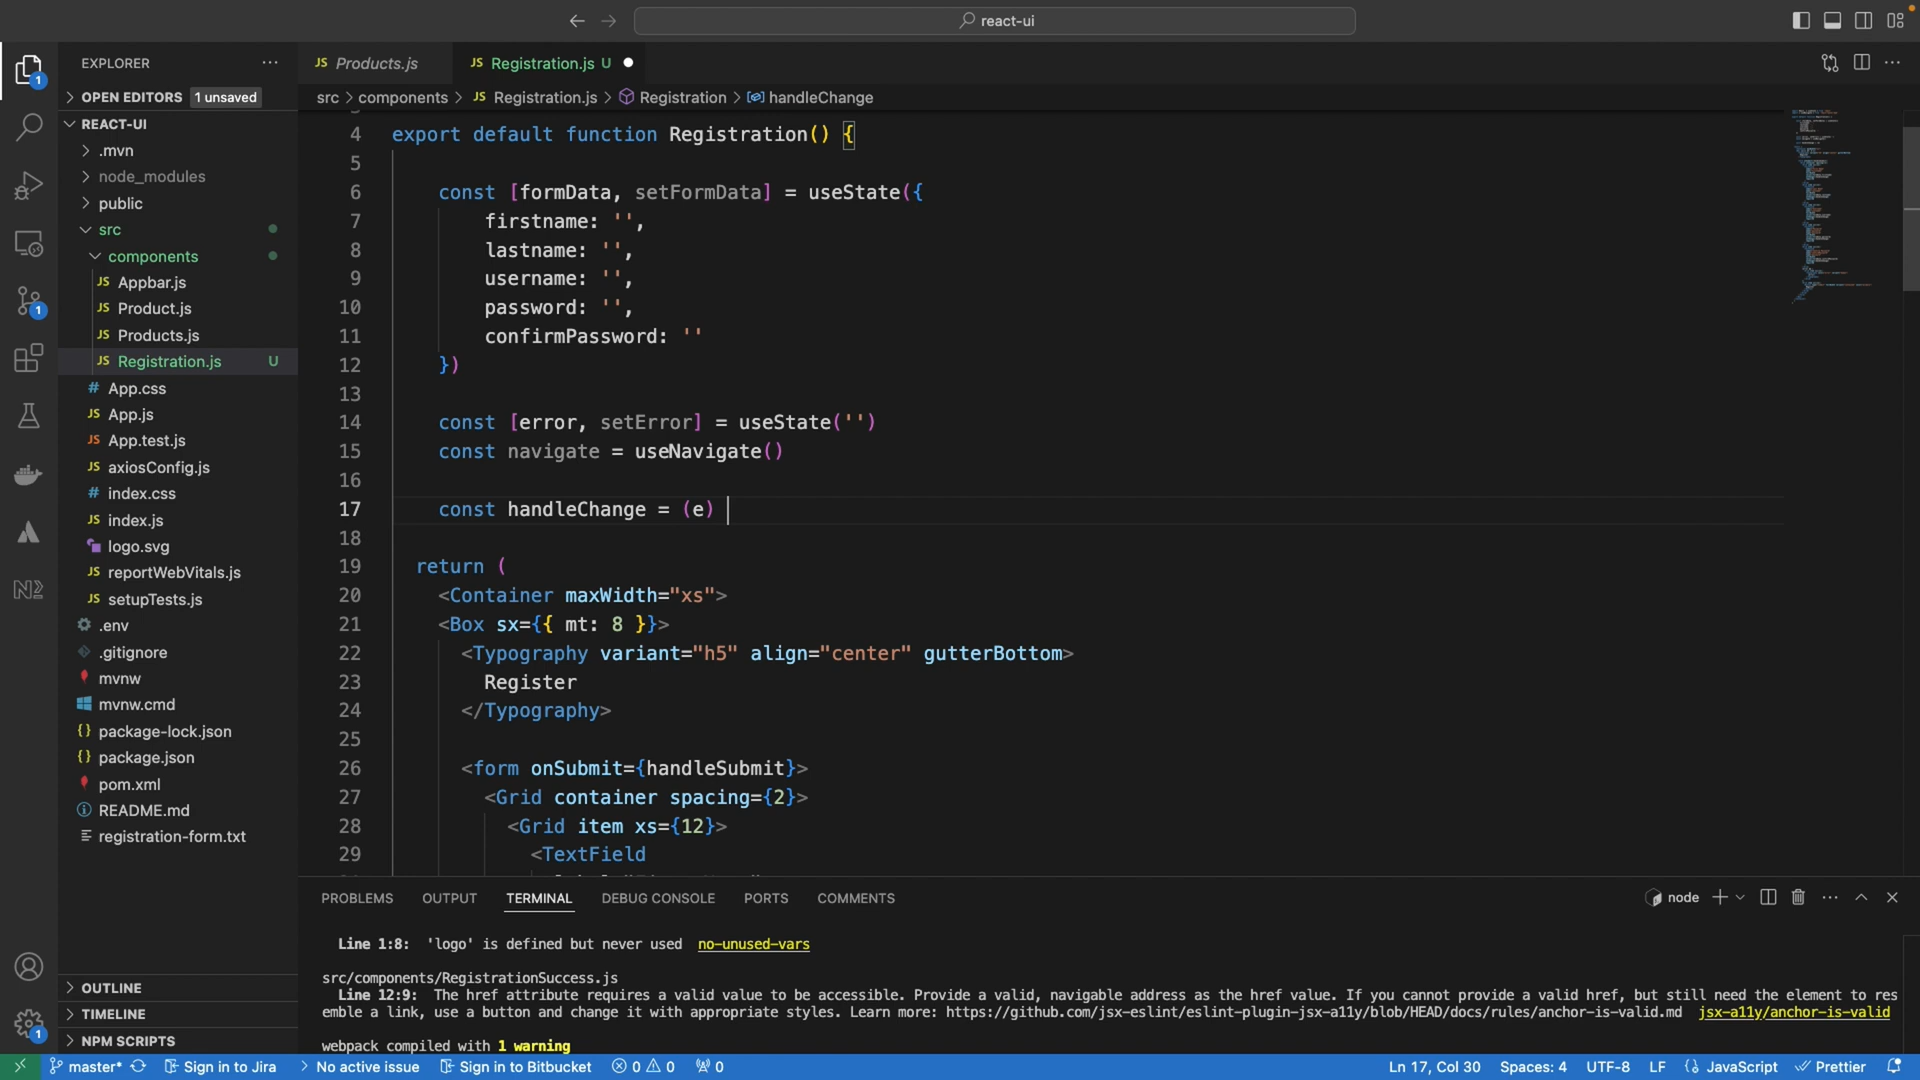 react-ui
EXPLORER
Products.js
Registration.js U
OPEN EDITORS 1 unsaved
src > components > JS Registration.js > Registration > handleChange
REACT-UI
.mvn
node_modules
public
src
components
JS Appbar.js
JS Product.js
JS Products.js
JS Registration.js U
# App.css
JS App.js
JS App.test.js
JS axiosConfig.js
# index.css
JS index.js
logo.svg
JS reportWebVitals.js
JS setupTests.js
.env
.gitignore
mvnw
mvnw.cmd
{} package-lock.json
{} package.json
pom.xml
README.md
registration-form.txt
OUTLINE
TIMELINE
NPM SCRIPTS
4 export default function Registration() {
5
6 const [formData, setFormData] = useState({
7 firstname: '',
8 lastname: '',
9 username: '',
10 password: '',
11 confirmPassword: ''
12 })
13
14 const [error, setError] = useState('')
15 const navigate = useNavigate()
16
17 const handleChange = (e)
18
19 return (
20 <Container maxWidth="xs">
21 <Box sx={{ mt: 8 }}>
22 <Typography variant="h5" align="center" gutterBottom>
23 Register
24 </Typography>
25
26 <form onSubmit={handleSubmit}>
27 <Grid container spacing={2}>
28 <Grid item xs={12}>
29 <TextField
PROBLEMS OUTPUT TERMINAL DEBUG CONSOLE PORTS COMMENTS
node
Line 1:8: 'logo' is defined but never used no-unused-vars
src/components/RegistrationSuccess.js
Line 12:9: The href attribute requires a valid value to be accessible. Provide a valid, navigable address as the href value. If you cannot provide a valid href, but still need the element to res
emble a link, use a button and change it with appropriate styles. Learn more: https://github.com/jsx-eslint/eslint-plugin-jsx-a11y/blob/HEAD/docs/rules/anchor-is-valid.md jsx-a11y/anchor-is-valid
webpack compiled with 1 warning
master* Sign in to Jira No active issue Sign in to Bitbucket 0 0 0 Ln 17, Col 30 Spaces: 4 UTF-8 LF {} JavaScript Prettier